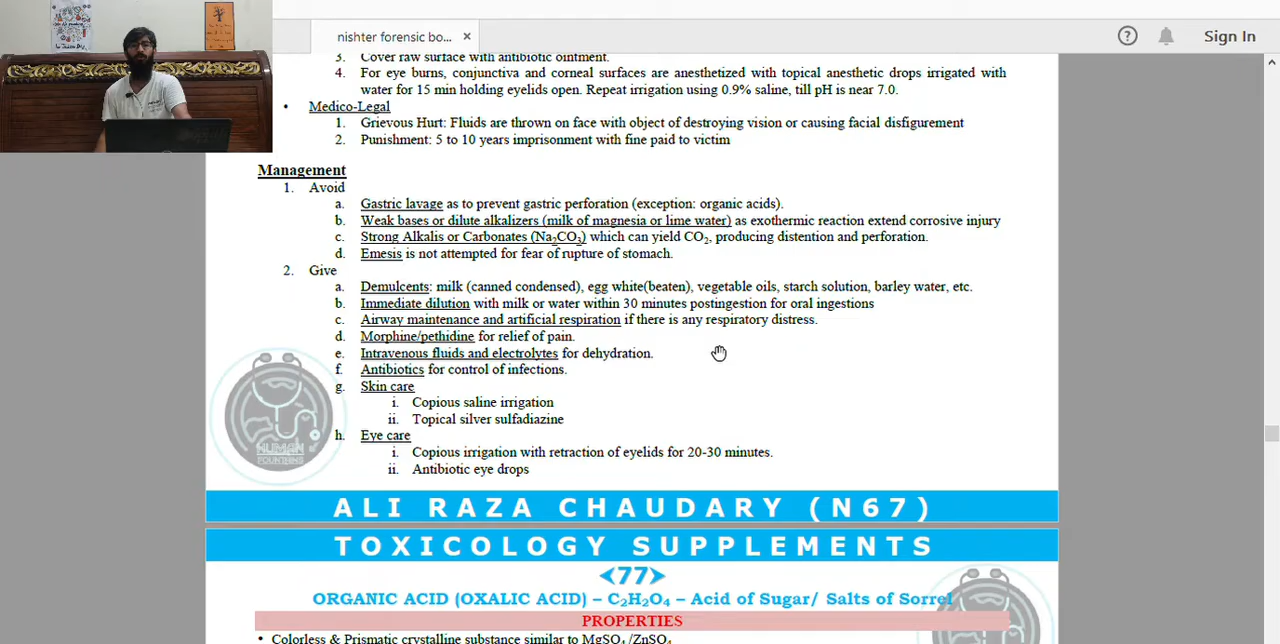 nishter forensic bo... ×
? Sign In
3. Cover raw surface with antibiotic ointment.
4. For eye burns, conjunctiva and corneal surfaces are anesthetized with topical anesthetic drops irrigated with
water for 15 min holding eyelids open. Repeat irrigation using 0.9% saline, till pH is near 7.0.
• Medico-Legal
1. Grievous Hurt: Fluids are thrown on face with object of destroying vision or causing facial disfigurement
2. Punishment: 5 to 10 years imprisonment with fine paid to victim
Management
1. Avoid
a. Gastric lavage as to prevent gastric perforation (exception: organic acids).
b. Weak bases or dilute alkalizers (milk of magnesia or lime water) as exothermic reaction extend corrosive injury
c. Strong Alkalis or Carbonates (Na₂CO₃) which can yield CO₂, producing distention and perforation.
d. Emesis is not attempted for fear of rupture of stomach.
2. Give
a. Demulcents: milk (canned condensed), egg white(beaten), vegetable oils, starch solution, barley water, etc.
b. Immediate dilution with milk or water within 30 minutes postingestion for oral ingestions
c. Airway maintenance and artificial respiration if there is any respiratory distress.
d. Morphine/pethidine for relief of pain.
e. Intravenous fluids and electrolytes for dehydration.
f. Antibiotics for control of infections.
g. Skin care
i. Copious saline irrigation
ii. Topical silver sulfadiazine
h. Eye care
i. Copious irrigation with retraction of eyelids for 20-30 minutes.
ii. Antibiotic eye drops
HUMAN
FOUNTAINS
ALI RAZA CHAUDARY (N67)
TOXICOLOGY SUPPLEMENTS
<77>
ORGANIC ACID (OXALIC ACID) – C₂H₂O₄ – Acid of Sugar/ Salts of Sorrel
PROPERTIES
• Colorless & Prismatic crystalline substance similar to MgSO₄/ZnSO₄